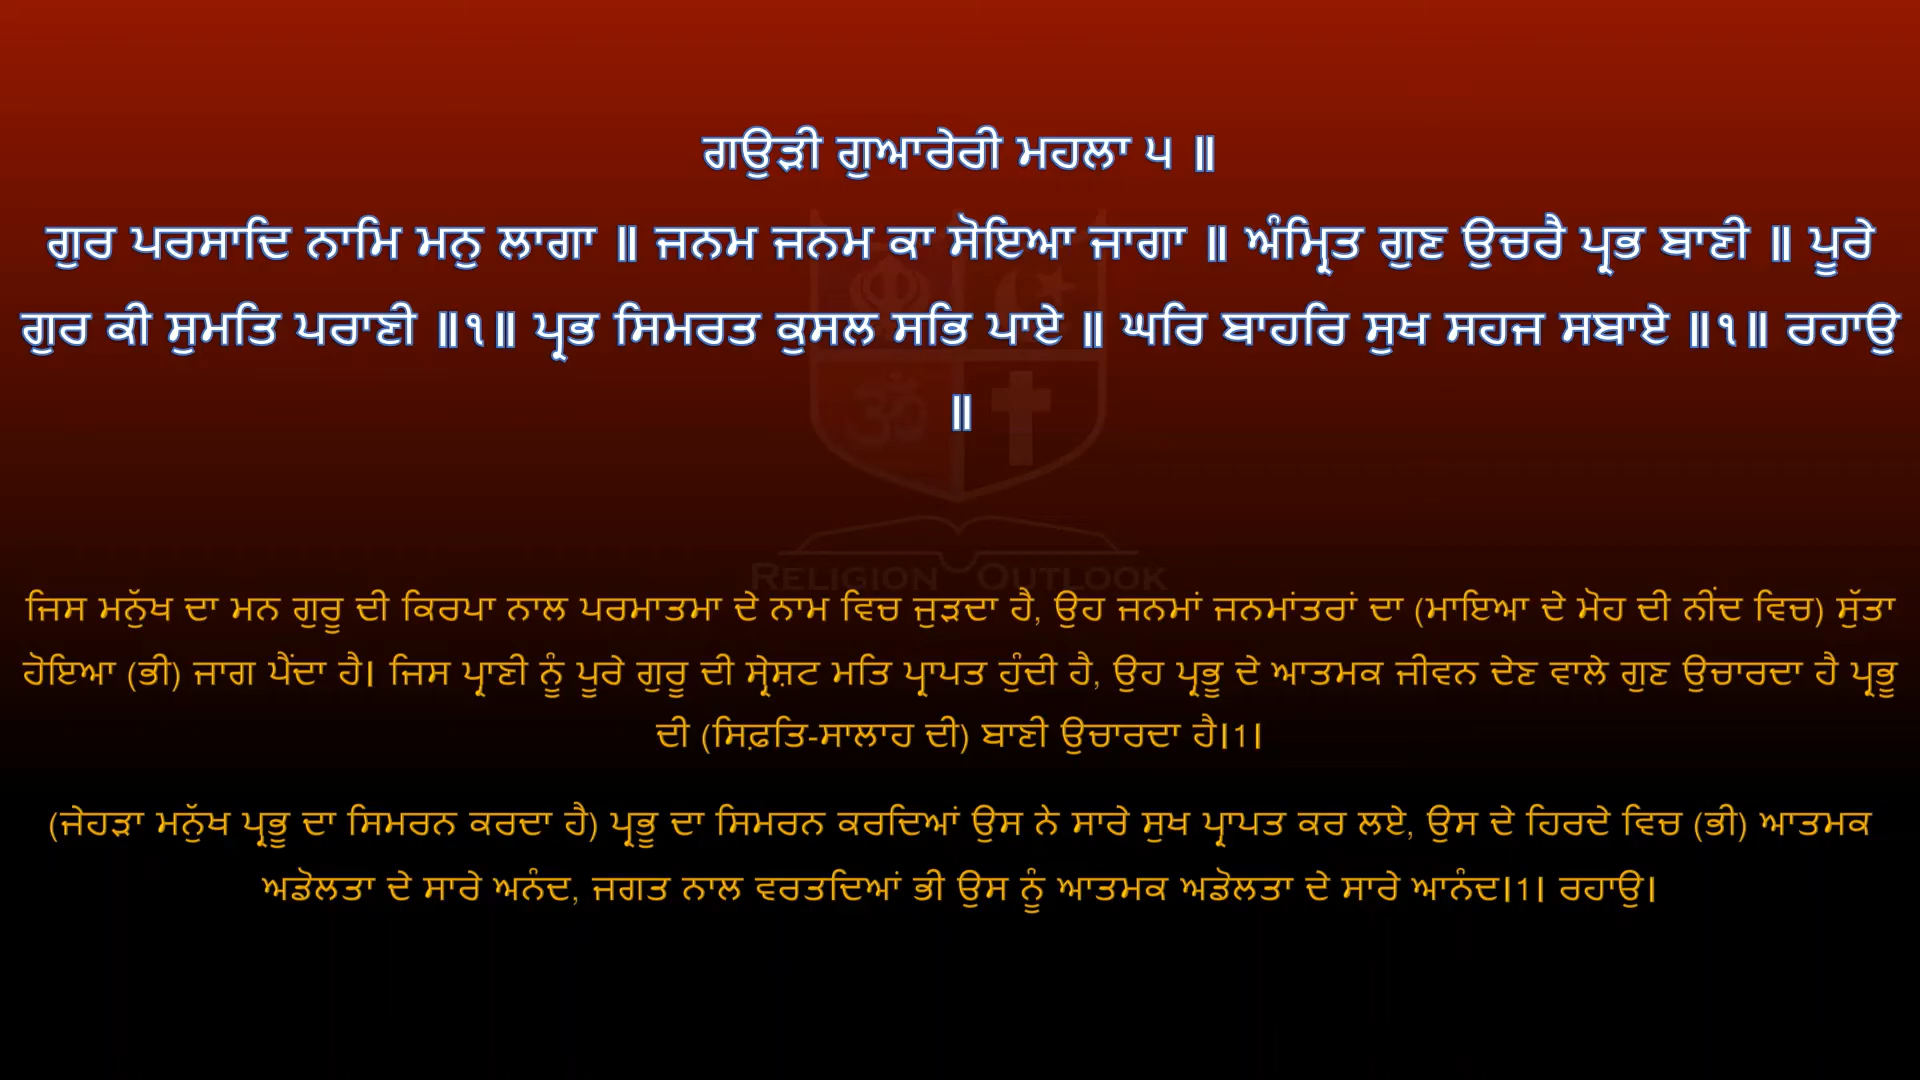 ਗਉੜੀ ਗੁਆਰੇਰੀ ਮਹਲਾ ੫ ॥
ਗੁਰ ਪਰਸਾਦਿ ਨਾਮਿ ਮਨੁ ਲਾਗਾ ॥ ਜਨਮ ਜਨਮ ਕਾ ਸੋਇਆ ਜਾਗਾ ॥ ਅੰਮ੍ਰਿਤ ਗੁਣ ਉਚਰੈ ਪ੍ਰਭ ਬਾਣੀ ॥ ਪੂਰੇ
ਗੁਰ ਕੀ ਸੁਮਤਿ ਪਰਾਣੀ ॥੧॥ ਪ੍ਰਭ ਸਿਮਰਤ ਕੁਸਲ ਸਭਿ ਪਾਏ ॥ ਘਰਿ ਬਾਹਰਿ ਸੁਖ ਸਹਜ ਸਬਾਏ ॥੧॥ ਰਹਾਉ
॥
RELIGION OUTLOOK
ਜਿਸ ਮਨੁੱਖ ਦਾ ਮਨ ਗੁਰੂ ਦੀ ਕਿਰਪਾ ਨਾਲ ਪਰਮਾਤਮਾ ਦੇ ਨਾਮ ਵਿਚ ਜੁੜਦਾ ਹੈ, ਉਹ ਜਨਮਾਂ ਜਨਮਾਂਤਰਾਂ ਦਾ (ਮਾਇਆ ਦੇ ਮੋਹ ਦੀ ਨੀਂਦ ਵਿਚ) ਸੁੱਤਾ
ਹੋਇਆ (ਭੀ) ਜਾਗ ਪੈਂਦਾ ਹੈ। ਜਿਸ ਪ੍ਰਾਣੀ ਨੂੰ ਪੂਰੇ ਗੁਰੂ ਦੀ ਸ੍ਰੇਸ਼ਟ ਮਤਿ ਪ੍ਰਾਪਤ ਹੁੰਦੀ ਹੈ, ਉਹ ਪ੍ਰਭੂ ਦੇ ਆਤਮਕ ਜੀਵਨ ਦੇਣ ਵਾਲੇ ਗੁਣ ਉਚਾਰਦਾ ਹੈ ਪ੍ਰਭੂ
ਦੀ (ਸਿਫ਼ਤਿ-ਸਾਲਾਹ ਦੀ) ਬਾਣੀ ਉਚਾਰਦਾ ਹੈ।1।
(ਜੇਹੜਾ ਮਨੁੱਖ ਪ੍ਰਭੂ ਦਾ ਸਿਮਰਨ ਕਰਦਾ ਹੈ) ਪ੍ਰਭੂ ਦਾ ਸਿਮਰਨ ਕਰਦਿਆਂ ਉਸ ਨੇ ਸਾਰੇ ਸੁਖ ਪ੍ਰਾਪਤ ਕਰ ਲਏ, ਉਸ ਦੇ ਹਿਰਦੇ ਵਿਚ (ਭੀ) ਆਤਮਕ
ਅਡੋਲਤਾ ਦੇ ਸਾਰੇ ਅਨੰਦ, ਜਗਤ ਨਾਲ ਵਰਤਦਿਆਂ ਭੀ ਉਸ ਨੂੰ ਆਤਮਕ ਅਡੋਲਤਾ ਦੇ ਸਾਰੇ ਆਨੰਦ।1। ਰਹਾਉ।